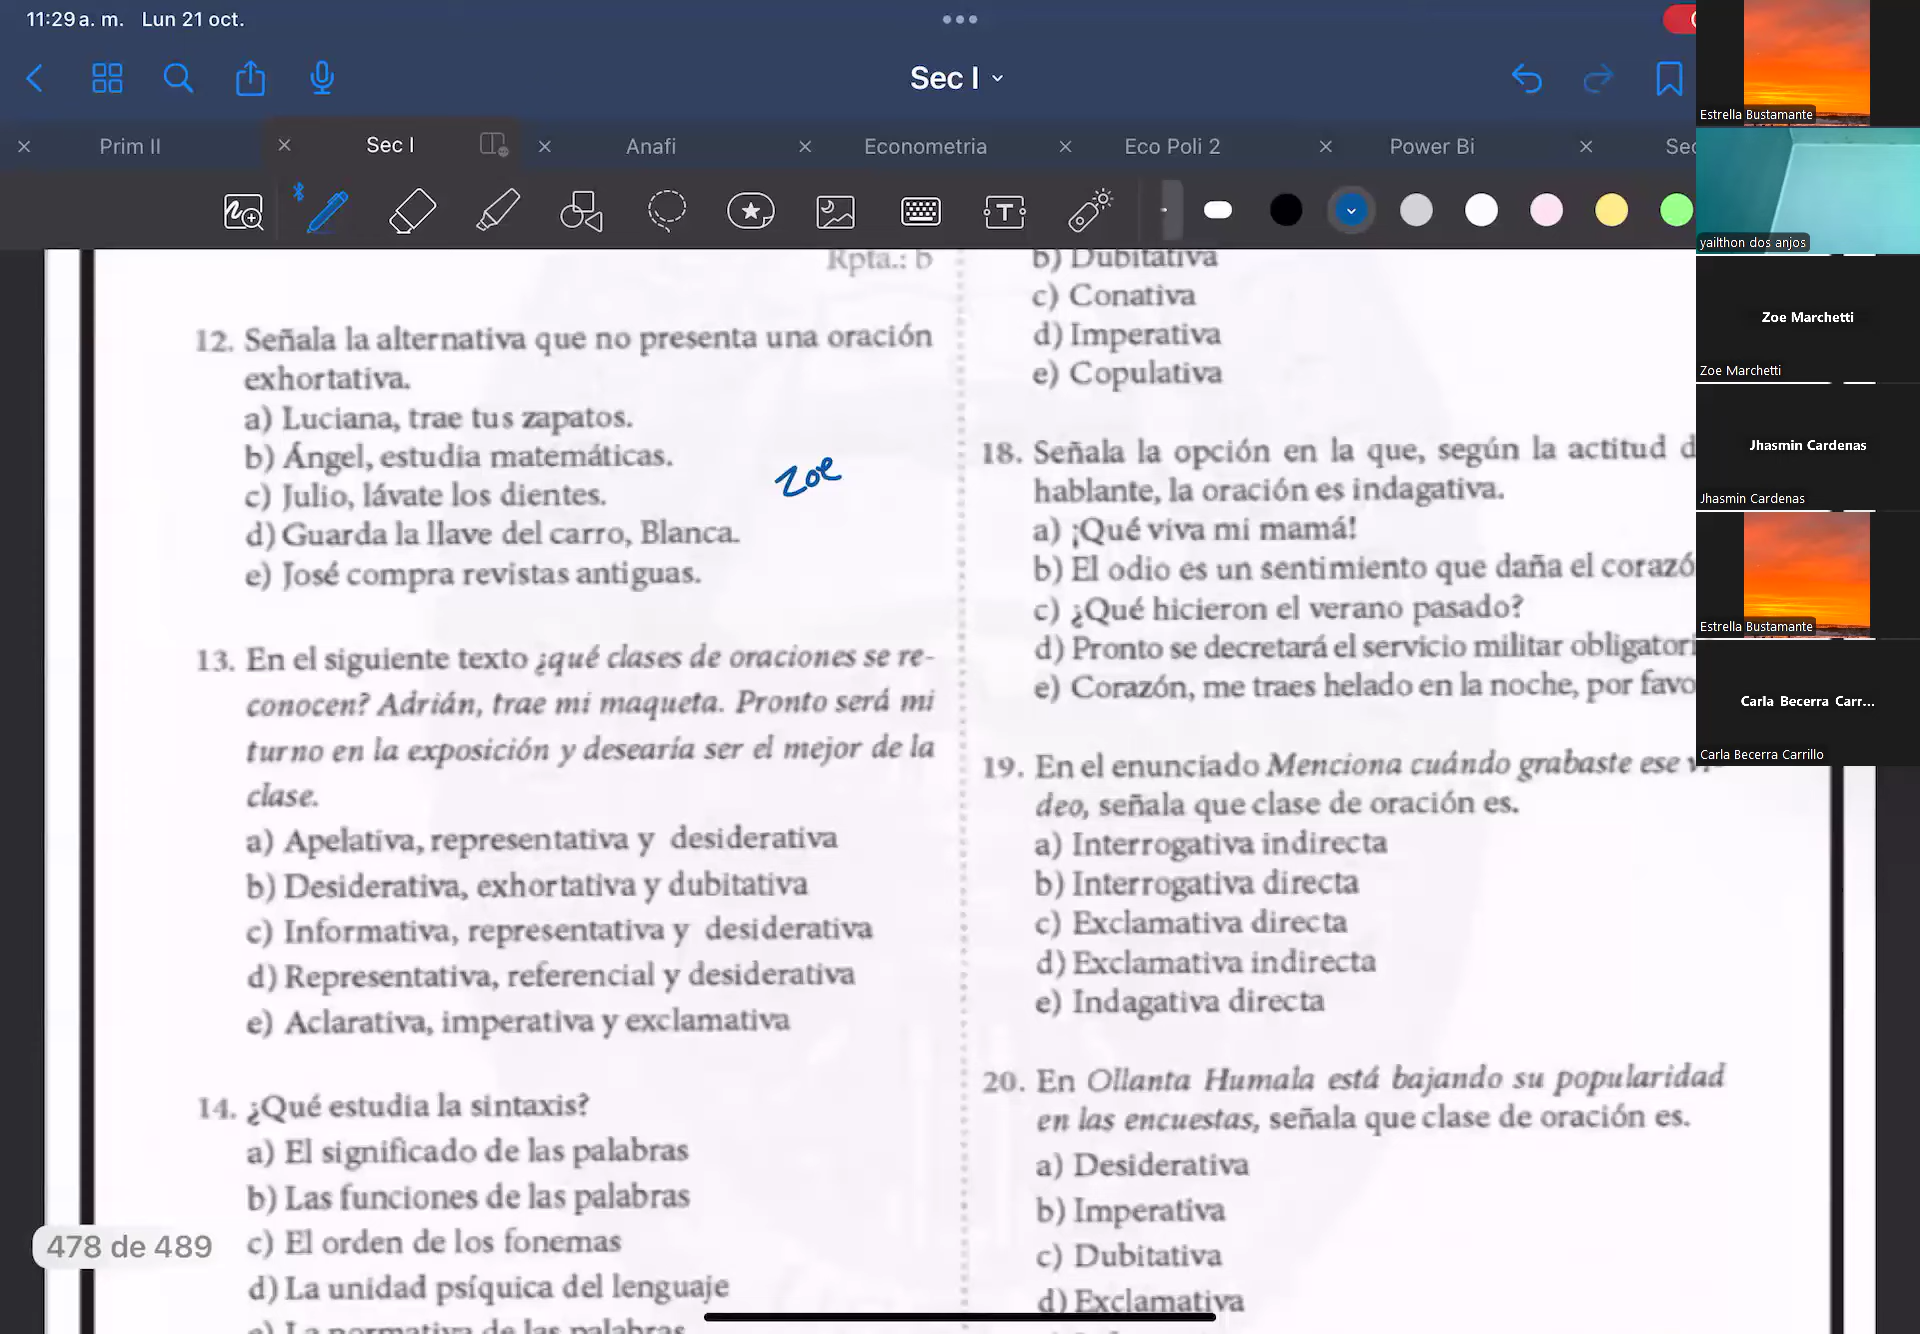 11:29 a. m. Lun 21 oct.
Sec I
Prim II
Sec I
Anafi
Econometria
Eco Poli 2
Power Bi
Rpta.: b
12. Señala la alternativa que no presenta una oración
exhortativa.
a) Luciana, trae tus zapatos.
b) Ángel, estudia matemáticas.
c) Julio, lávate los dientes.
d) Guarda la llave del carro, Blanca.
e) José compra revistas antiguas.
Zoe
13. En el siguiente texto ¿qué clases de oraciones se re-
conocen? Adrián, trae mi maqueta. Pronto será mi
turno en la exposición y desearía ser el mejor de la
clase.
a) Apelativa, representativa y desiderativa
b) Desiderativa, exhortativa y dubitativa
c) Informativa, representativa y desiderativa
d) Representativa, referencial y desiderativa
e) Aclarativa, imperativa y exclamativa
14. ¿Qué estudia la sintaxis?
a) El significado de las palabras
b) Las funciones de las palabras
c) El orden de los fonemas
d) La unidad psíquica del lenguaje
e) La normativa de las palabras
478 de 489
b) Dubitativa
c) Conativa
d) Imperativa
e) Copulativa
18. Señala la opción en la que, según la actitud d
hablante, la oración es indagativa.
a) ¡Qué viva mi mamá!
b) El odio es un sentimiento que daña el corazó
c) ¿Qué hicieron el verano pasado?
d) Pronto se decretará el servicio militar obligatori
e) Corazón, me traes helado en la noche, por favo
19. En el enunciado Menciona cuándo grabaste ese vi-
deo, señala que clase de oración es.
a) Interrogativa indirecta
b) Interrogativa directa
c) Exclamativa directa
d) Exclamativa indirecta
e) Indagativa directa
20. En Ollanta Humala está bajando su popularidad
en las encuestas, señala que clase de oración es.
a) Desiderativa
b) Imperativa
c) Dubitativa
d) Exclamativa
Estrella Bustamante
yailthon dos anjos
Zoe Marchetti
Zoe Marchetti
Jhasmin Cardenas
Jhasmin Cardenas
Estrella Bustamante
Carla Becerra Carr...
Carla Becerra Carrillo